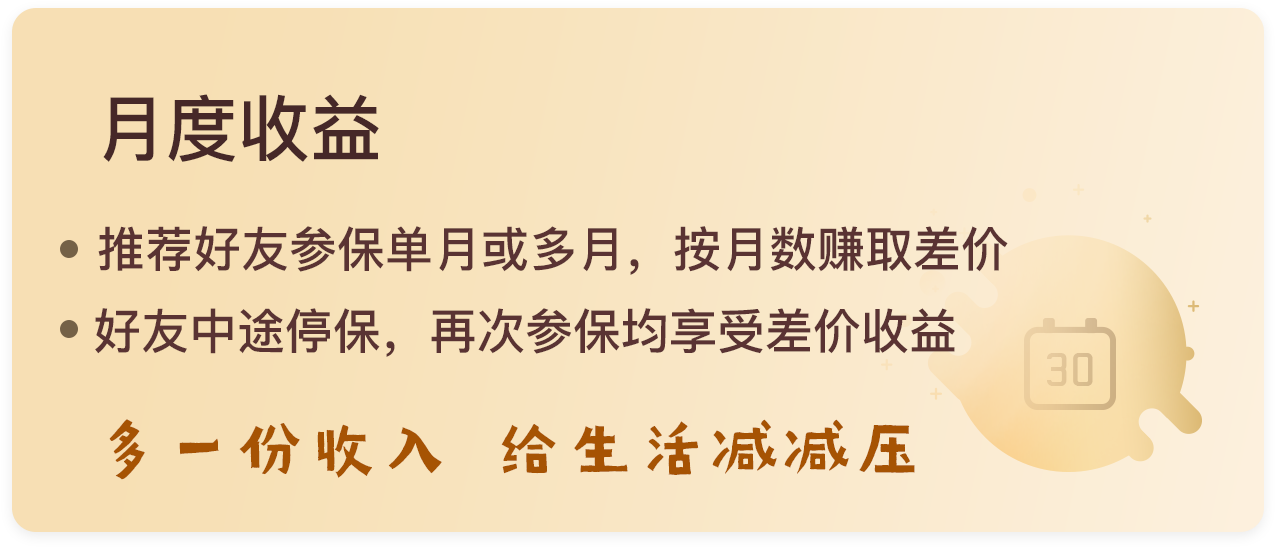 月度收益
推荐好友参保单月或多月，按月数赚取差价
好友中途停保，再次参保均享受差价收益
30
多一份收入 给生活减减压